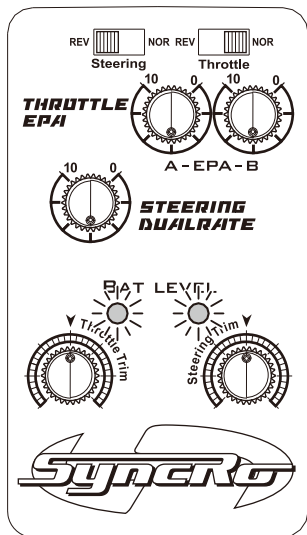 REV NOR REV NOR
Steering Throttle
10 0 10 0
THROTTLE
EPA
A-EPA-B
10 0
STEERING
DUALRATE
BAT LEVEL
Throttle Trim
Steering Trim
SYNCRO